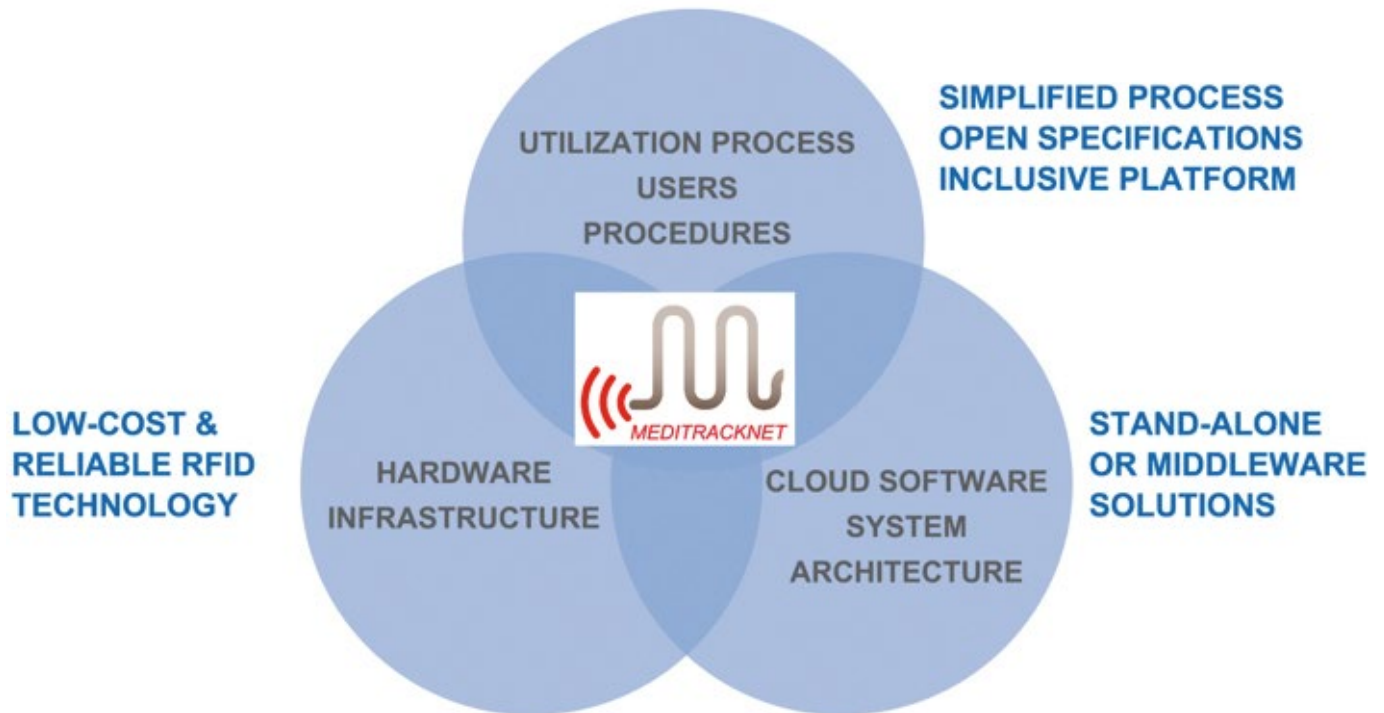 UTILIZATION PROCESS
USERS
PROCEDURES
SIMPLIFIED PROCESS
OPEN SPECIFICATIONS
INCLUSIVE PLATFORM
MEDITRACKNET
LOW-COST &
RELIABLE RFID
TECHNOLOGY
HARDWARE
INFRASTRUCTURE
CLOUD SOFTWARE
SYSTEM
ARCHITECTURE
STAND-ALONE
OR MIDDLEWARE
SOLUTIONS